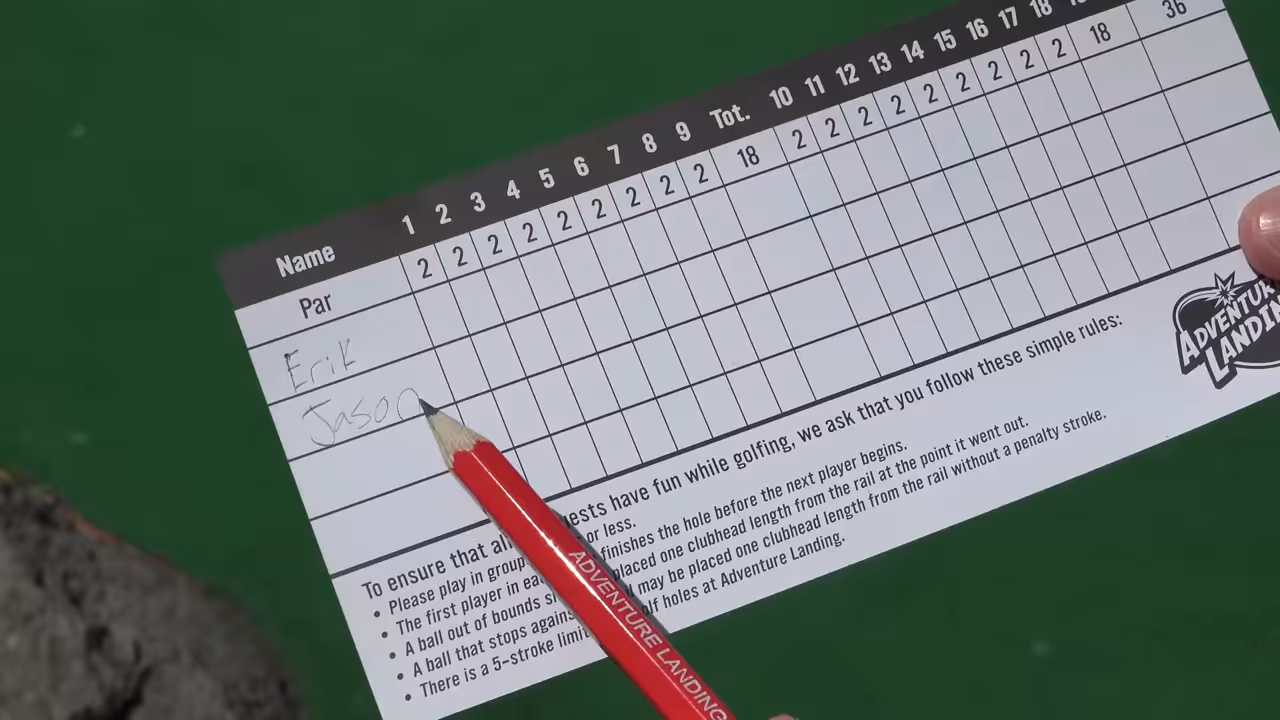 Name 1 2 3 4 5 6 7 8 9 Tot. 10 11 12 13 14 15 16 17 18
Par 2 2 2 2 2 2 2 2 2 18 2 2 2 2 2 2 2 2 2 18 36
Erik
Jason
To ensure that all ests have fun while golfing, we ask that you follow these simple rules:
• Please play in group or less.
• The first player in ea finishes the hole before the next player begins.
• A ball out of bounds s placed one clubhead length from the rail at the point it went out.
• A ball that stops agains may be placed one clubhead length from the rail without a penalty stroke.
• There is a 5-stroke limit lf holes at Adventure Landing.
ADVENTUR
LANDIN
ADVENTURE LANDING